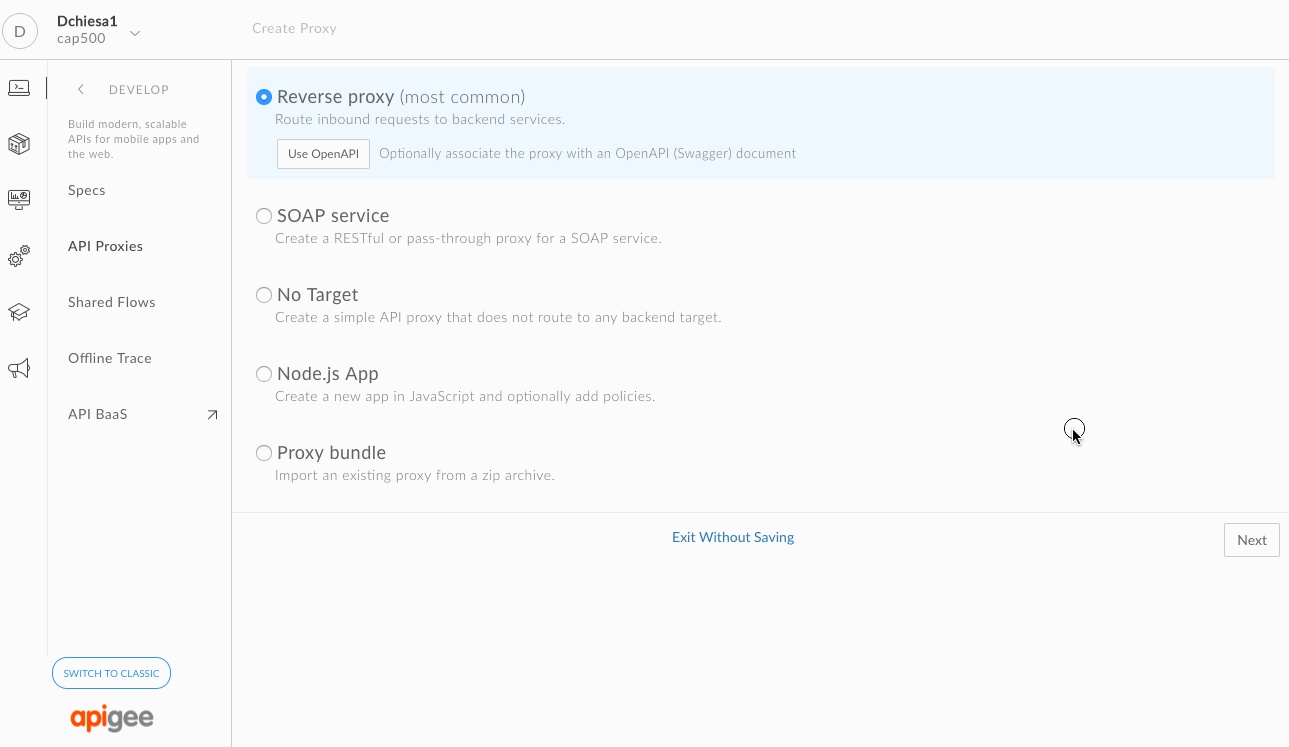 D
Dchiesa1
cap500
Create Proxy
DEVELOP
Build modern, scalable
APIs for mobile apps and
the web.
Specs
API Proxies
Shared Flows
Offline Trace
API BaaS
SWITCH TO CLASSIC
apigee
Reverse proxy (most common)
Route inbound requests to backend services.
Use OpenAPI Optionally associate the proxy with an OpenAPI (Swagger) document
SOAP service
Create a RESTful or pass-through proxy for a SOAP service.
No Target
Create a simple API proxy that does not route to any backend target.
Node.js App
Create a new app in JavaScript and optionally add policies.
Proxy bundle
Import an existing proxy from a zip archive.
Exit Without Saving
Next